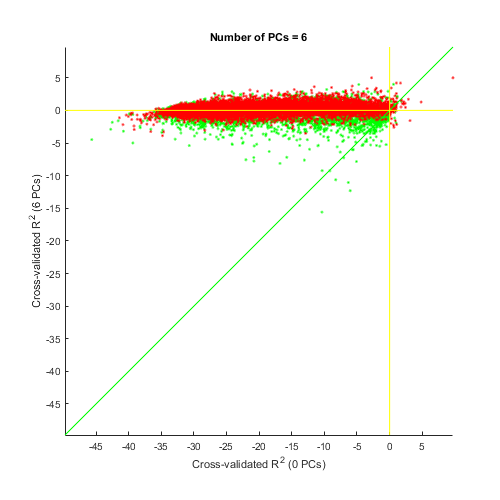 Number of PCs = 6
Cross-validated R² (6 PCs)
5
0
-5
-10
-15
-20
-25
-30
-35
-40
-45
-45 -40 -35 -30 -25 -20 -15 -10 -5 0 5
Cross-validated R² (0 PCs)